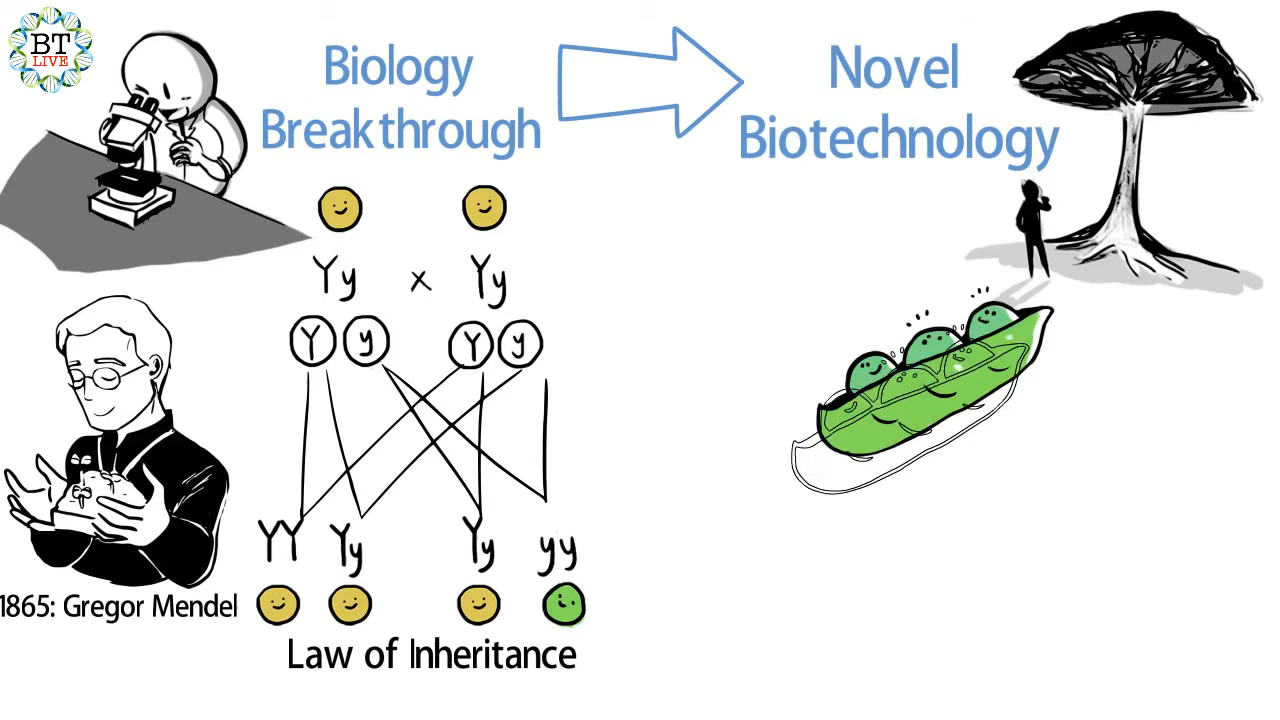 BT
LIVE
Biology
Breakthrough
Novel
Biotechnology
Yy x Yy
Y y Y y
YY Yy Yy yy
1865: Gregor Mendel
Law of Inheritance